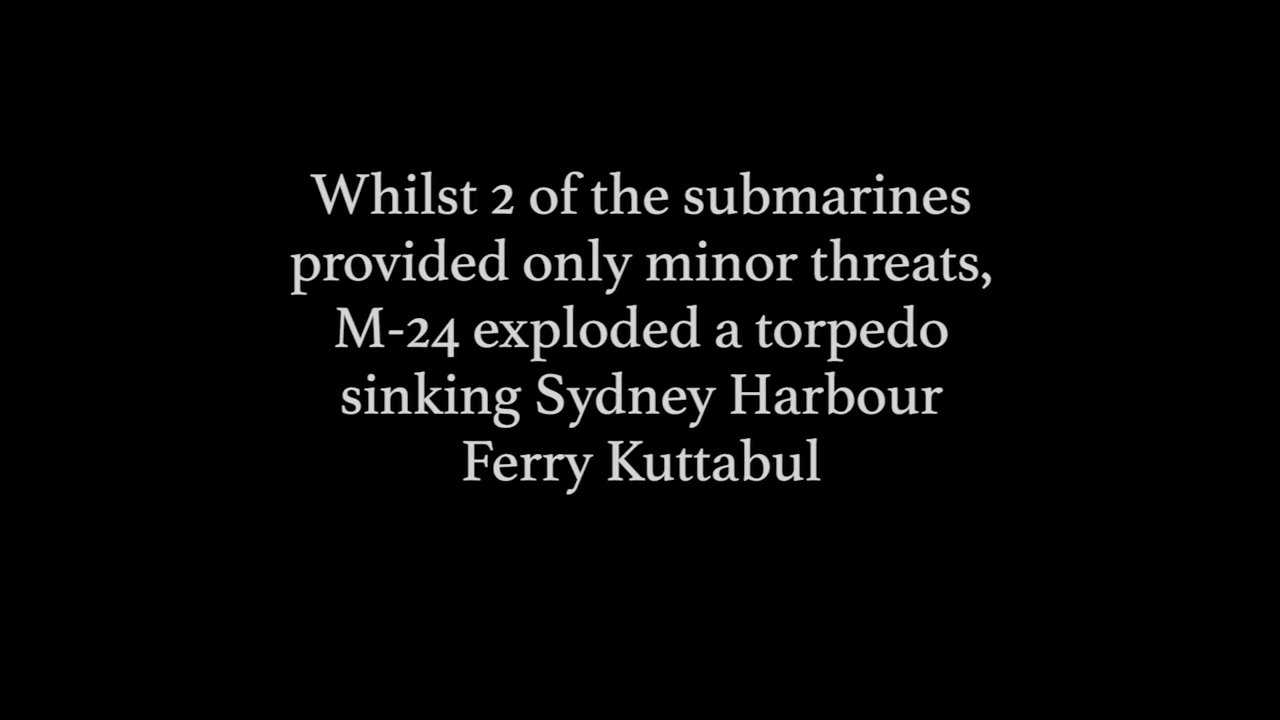 Whilst 2 of the submarines
provided only minor threats,
M-24 exploded a torpedo
sinking Sydney Harbour
Ferry Kuttabul